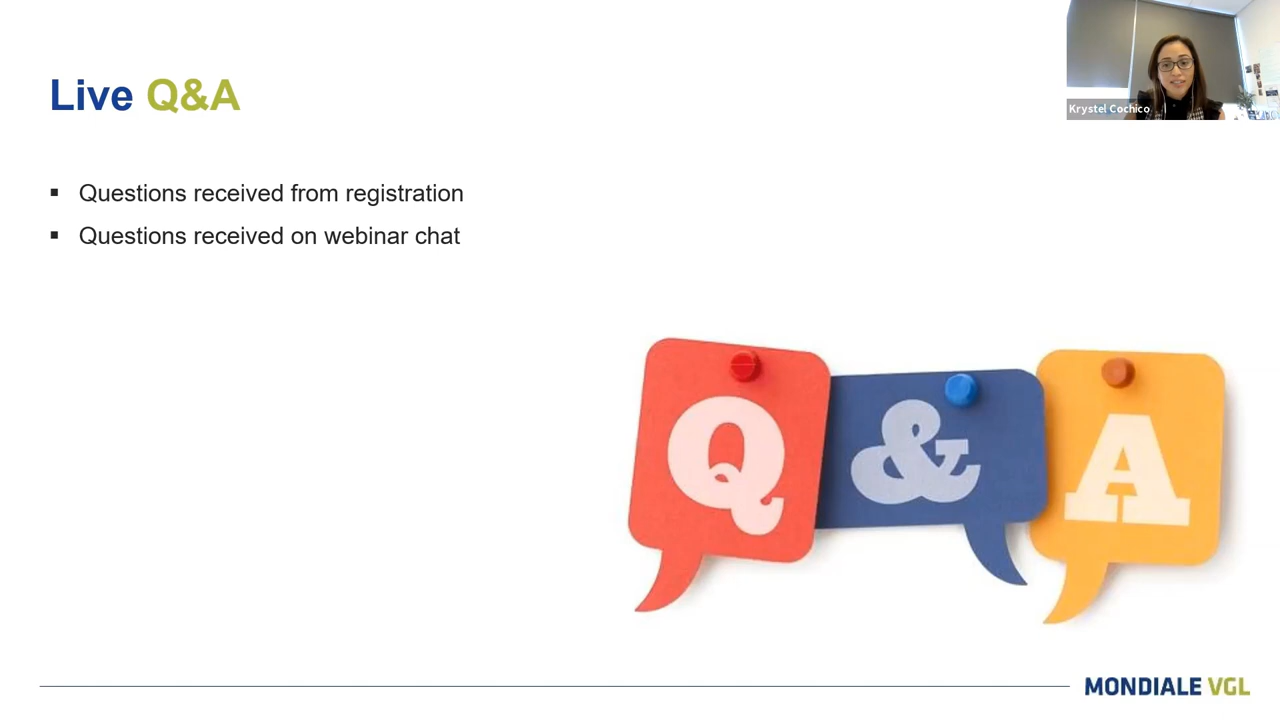 Live Q&A
Krystel Cochico
▪ Questions received from registration
▪ Questions received on webinar chat
Q & A
MONDIALE VGL